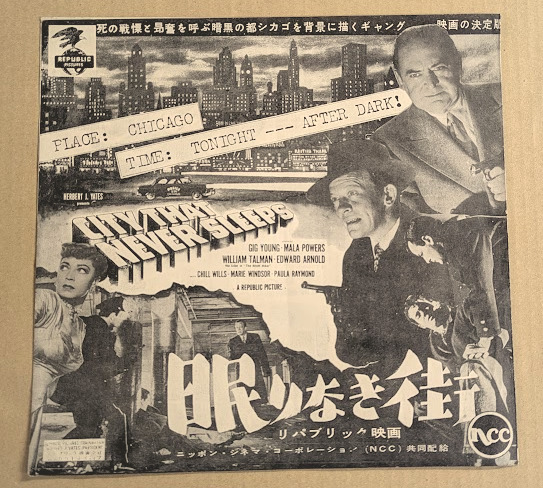 死の戦慄と昻奮を呼ぶ暗黒の都シカゴを背景に描くギャング 映画の決定版
REPUBLIC
PICTURES
PLACE: CHICAGO
TIME: TONIGHT --- AFTER DARK!
HERBERT J. YATES
CITY THAT
NEVER SLEEPS
GIG YOUNG · MALA POWERS
WILLIAM TALMAN · EDWARD ARNOLD
CHILL WILLS · MARIE WINDSOR · PAULA RAYMOND
A REPUBLIC PICTURE
眠りなき街
リパブリック映画
ニッポン・シネマ・コーポレーション (NCC) 共同配給
NCC